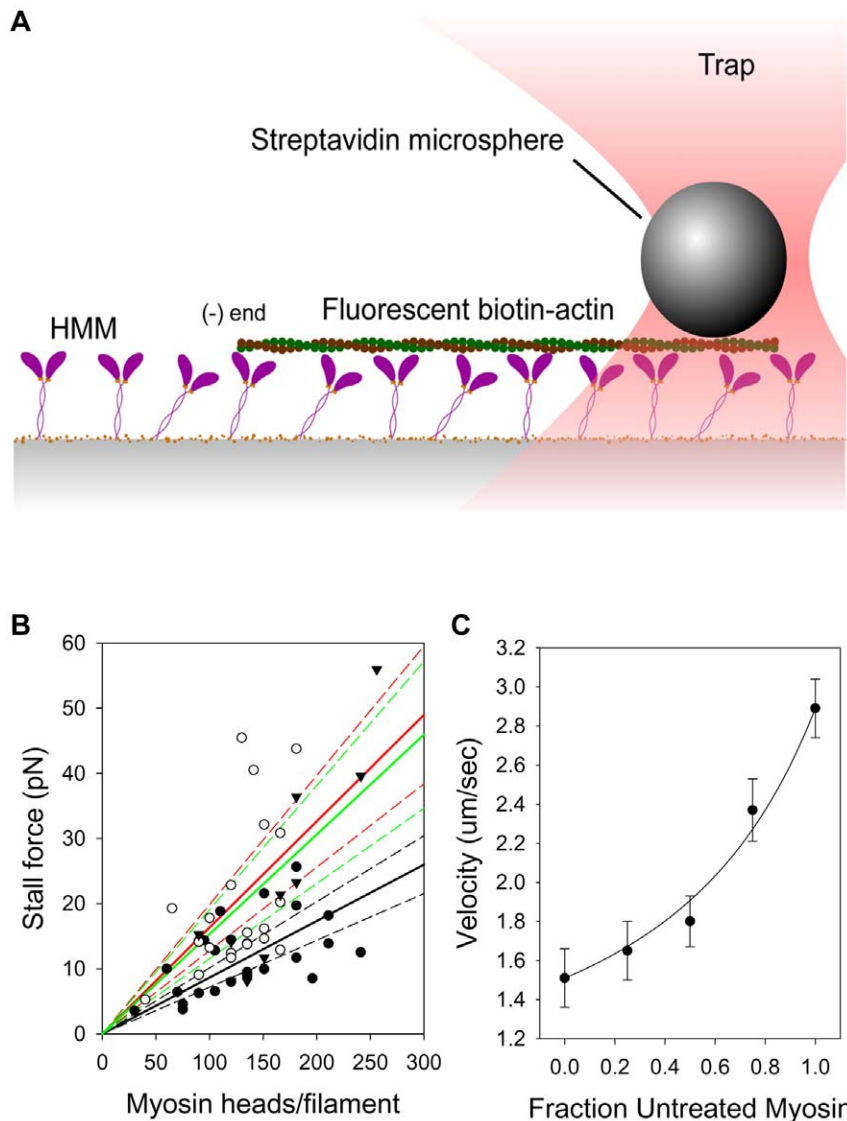 A
Trap
Streptavidin microsphere
(-) end
Fluorescent biotin-actin
HMM
B
60
50
40
30
20
10
0
Stall force (pN)
0 50 100 150 200 250 300
Myosin heads/filament
C
3.2
3.0
2.8
2.6
2.4
2.2
2.0
1.8
1.6
1.4
1.2
Velocity (um/sec)
0.0 0.2 0.4 0.6 0.8 1.0
Fraction Untreated Myosin